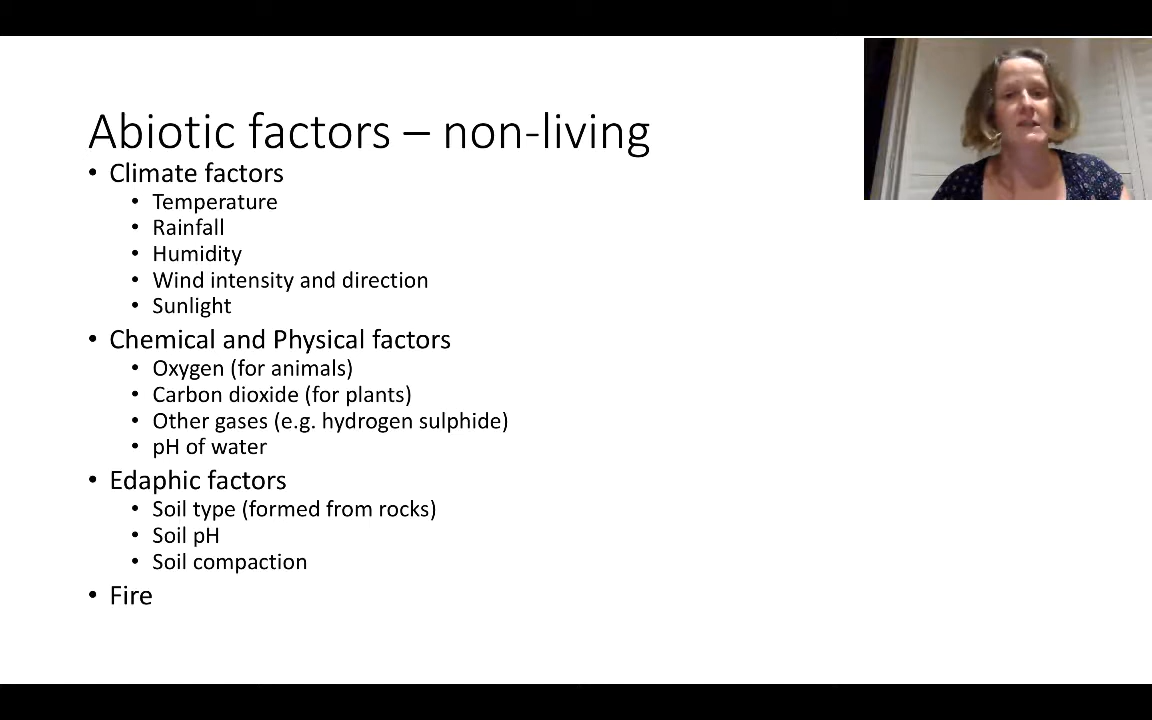 Abiotic factors – non-living
• Climate factors
• Temperature
• Rainfall
• Humidity
• Wind intensity and direction
• Sunlight
• Chemical and Physical factors
• Oxygen (for animals)
• Carbon dioxide (for plants)
• Other gases (e.g. hydrogen sulphide)
• pH of water
• Edaphic factors
• Soil type (formed from rocks)
• Soil pH
• Soil compaction
• Fire